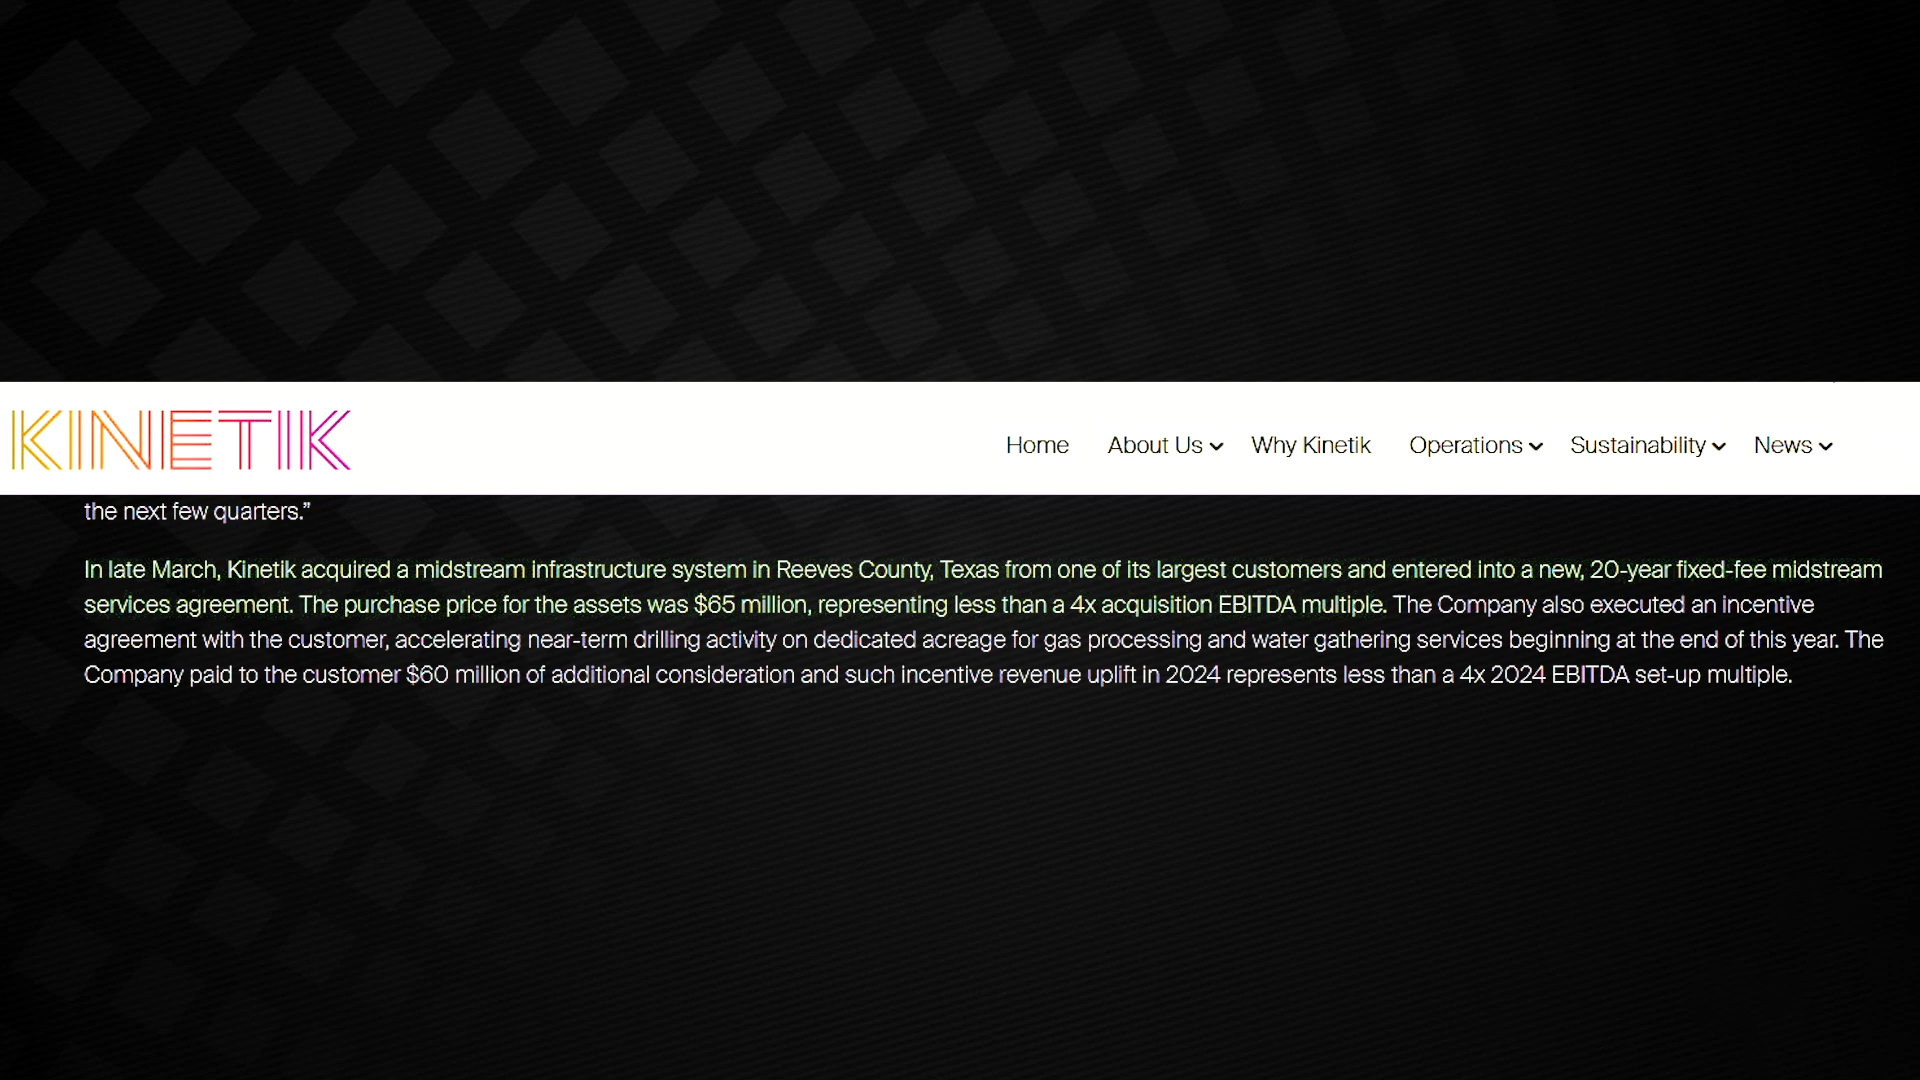 KINETIK
Home About Us Why Kinetik Operations Sustainability News
the next few quarters.”
In late March, Kinetik acquired a midstream infrastructure system in Reeves County, Texas from one of its largest customers and entered into a new, 20-year fixed-fee midstream
services agreement. The purchase price for the assets was $65 million, representing less than a 4x acquisition EBITDA multiple. The Company also executed an incentive
agreement with the customer, accelerating near-term drilling activity on dedicated acreage for gas processing and water gathering services beginning at the end of this year. The
Company paid to the customer $60 million of additional consideration and such incentive revenue uplift in 2024 represents less than a 4x 2024 EBITDA set-up multiple.